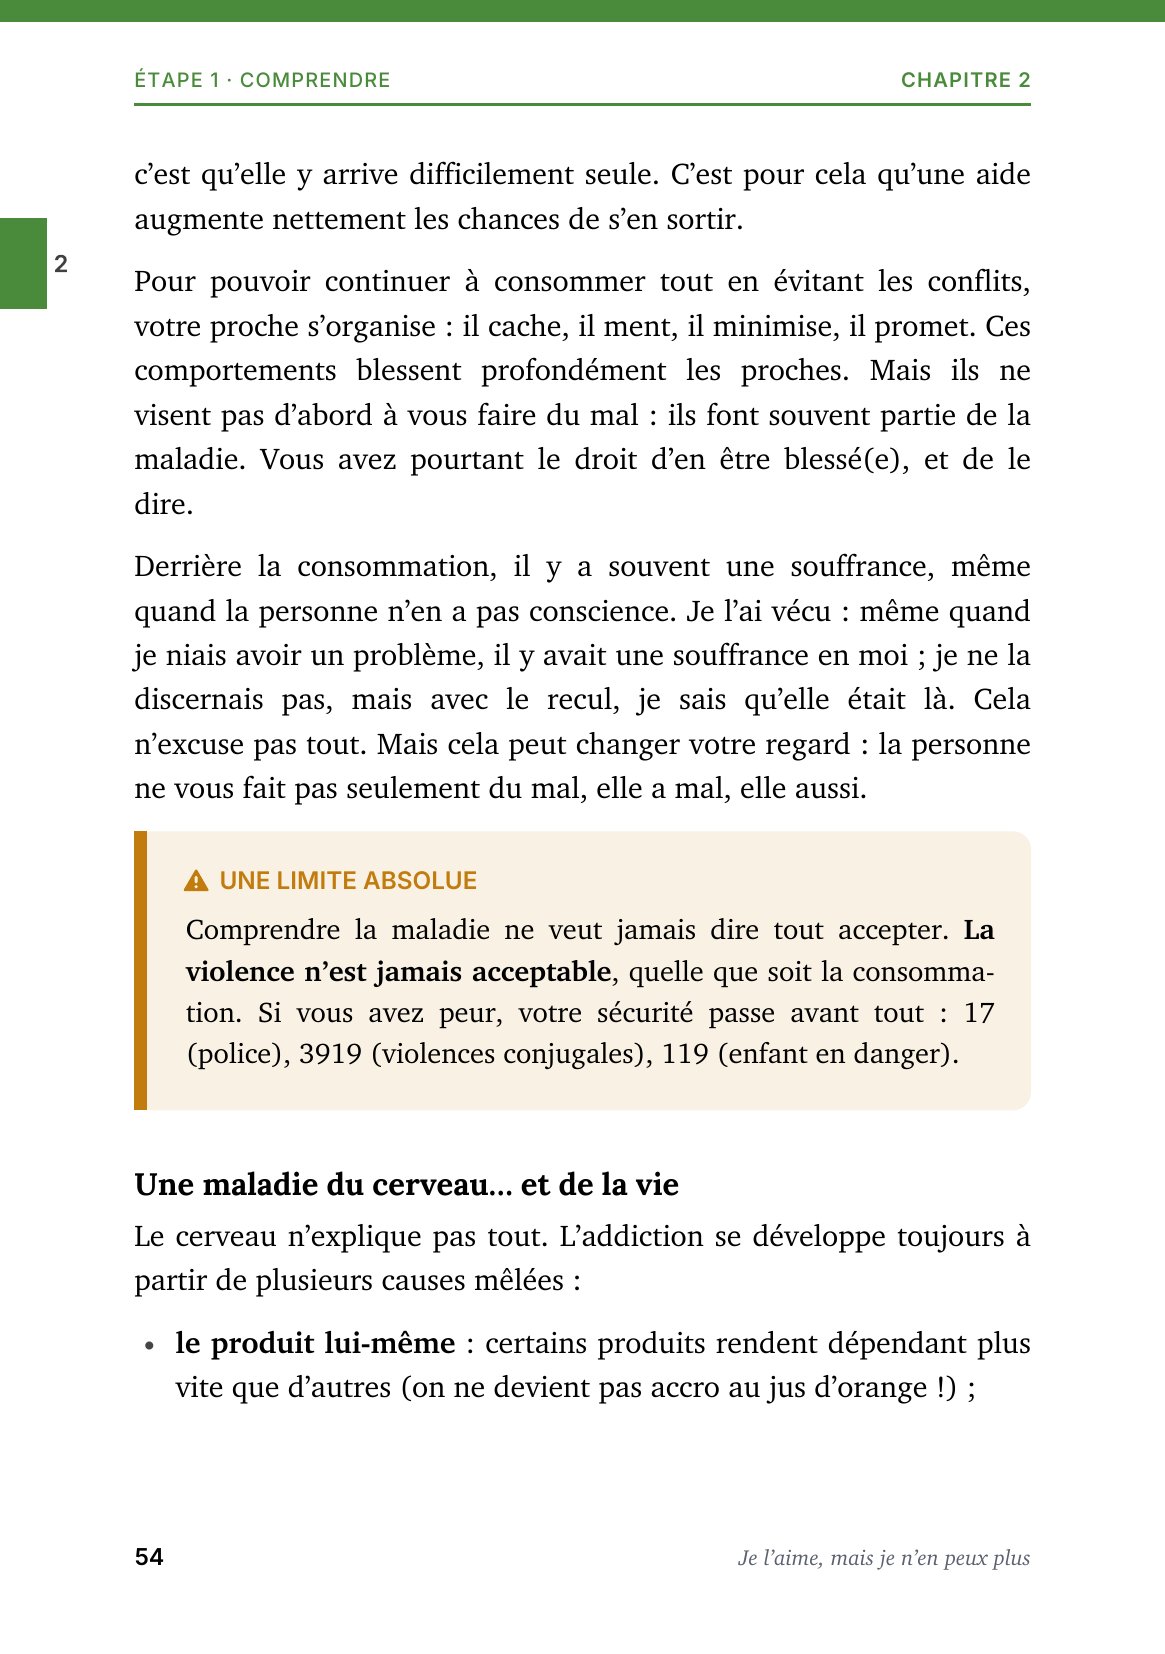 ÉTAPE 1 · COMPRENDRE
CHAPITRE 2
c’est qu’elle y arrive difficilement seule. C’est pour cela qu’une aide
augmente nettement les chances de s’en sortir.
2
Pour pouvoir continuer à consommer tout en évitant les conflits,
votre proche s’organise : il cache, il ment, il minimise, il promet. Ces
comportements blessent profondément les proches. Mais ils ne
visent pas d’abord à vous faire du mal : ils font souvent partie de la
maladie. Vous avez pourtant le droit d’en être blessé(e), et de le
dire.
Derrière la consommation, il y a souvent une souffrance, même
quand la personne n’en a pas conscience. Je l’ai vécu : même quand
je niais avoir un problème, il y avait une souffrance en moi ; je ne la
discernais pas, mais avec le recul, je sais qu’elle était là. Cela
n’excuse pas tout. Mais cela peut changer votre regard : la personne
ne vous fait pas seulement du mal, elle a mal, elle aussi.
UNE LIMITE ABSOLUE
Comprendre la maladie ne veut jamais dire tout accepter. La
violence n’est jamais acceptable, quelle que soit la consomma-
tion. Si vous avez peur, votre sécurité passe avant tout : 17
(police), 3919 (violences conjugales), 119 (enfant en danger).
Une maladie du cerveau… et de la vie
Le cerveau n’explique pas tout. L’addiction se développe toujours à
partir de plusieurs causes mêlées :
• le produit lui-même : certains produits rendent dépendant plus
vite que d’autres (on ne devient pas accro au jus d’orange !) ;
54
Je l’aime, mais je n’en peux plus